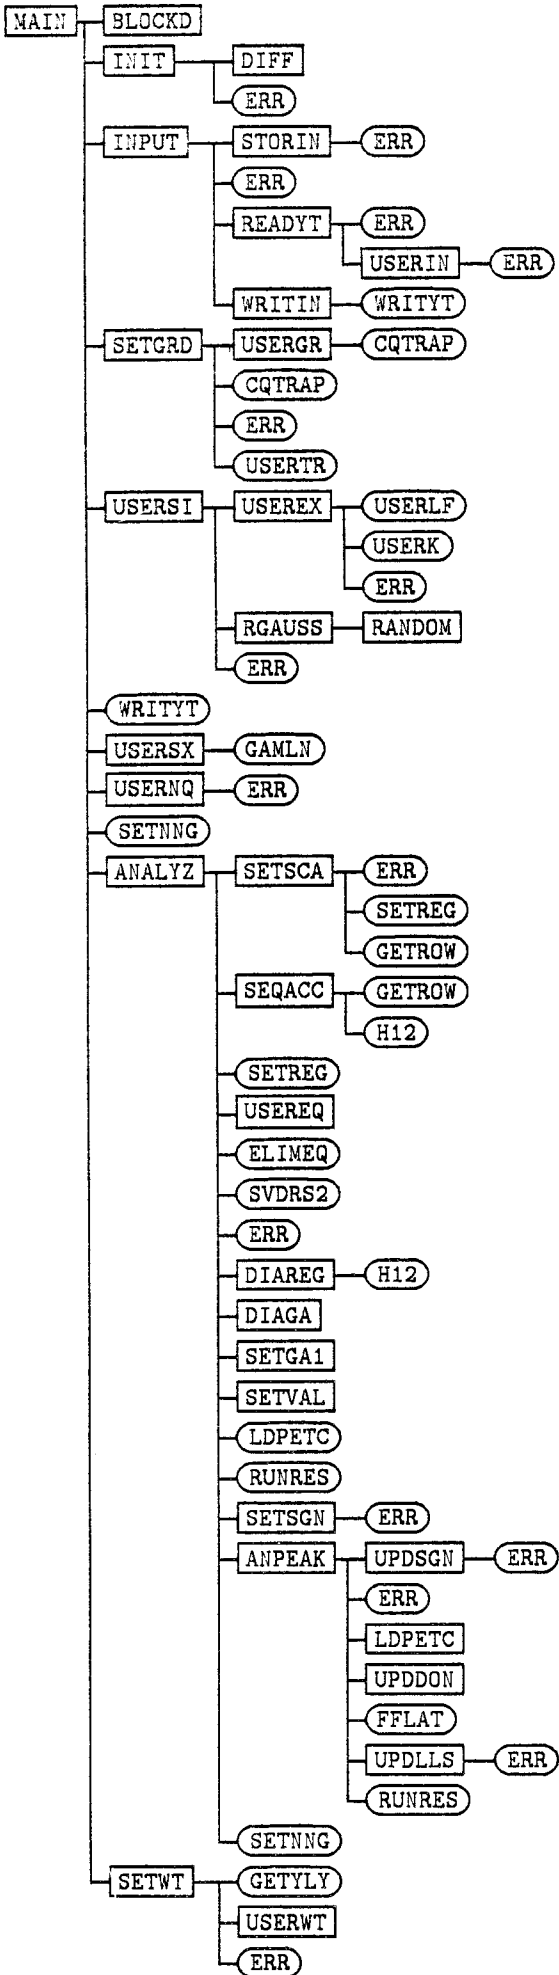 MAIN BLOCKD
INIT DIFF
ERR
INPUT STORIN ERR
ERR
READYT ERR
USERIN ERR
WRITIN WRITYT
SETGRD USERGR CQTRAP
CQTRAP
ERR
USERTR
USERSI USEREX USERLF
USERK
ERR
RGAUSS RANDOM
ERR
WRITYT
USERSX GAMLN
USERNQ ERR
SETNNG
ANALYZ SETSCA ERR
SETREG
GETROW
SEQACC GETROW
H12
SETREG
USEREQ
ELIMEQ
SVDRS2
ERR
DIAREG H12
DIAGA
SETGA1
SETVAL
LDPETC
RUNRES
SETSGN ERR
ANPEAK UPDSGN ERR
ERR
LDPETC
UPDDON
FFLAT
UPDLLS ERR
RUNRES
SETNNG
SETWT GETYLY
USERWT
ERR